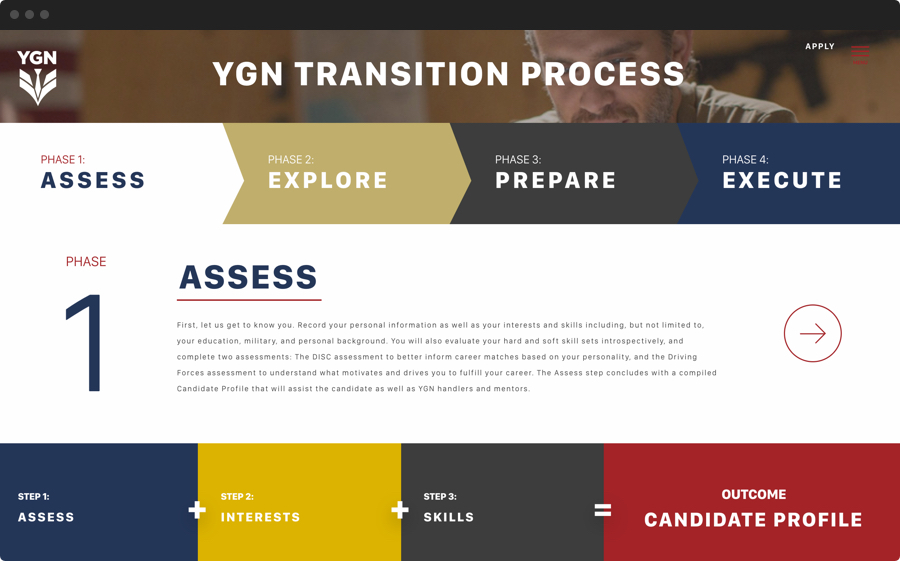 YGN
YGN TRANSITION PROCESS
APPLY
PHASE 1:
ASSESS
PHASE 2:
EXPLORE
PHASE 3:
PREPARE
PHASE 4:
EXECUTE
PHASE
1
ASSESS
First, let us get to know you. Record your personal information as well as your interests and skills including, but not limited to,
your education, military, and personal background. You will also evaluate your hard and soft skill sets introspectively, and
complete two assessments: The DISC assessment to better inform career matches based on your personality, and the Driving
Forces assessment to understand what motivates and drives you to fulfill your career. The Assess step concludes with a compiled
Candidate Profile that will assist the candidate as well as YGN handlers and mentors.
STEP 1:
ASSESS
+
STEP 2:
INTERESTS
+
STEP 3:
SKILLS
=
OUTCOME
CANDIDATE PROFILE